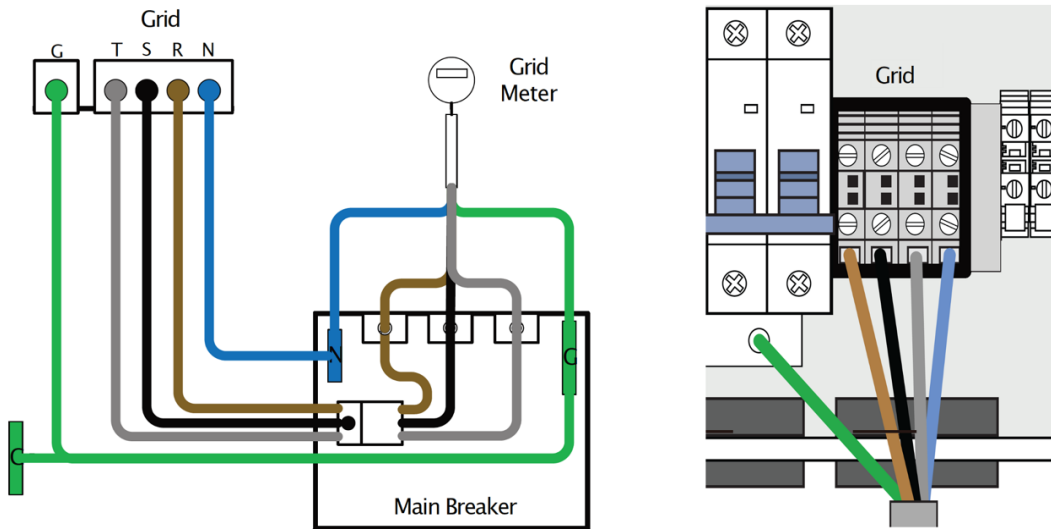 Grid
G
T S R N
Grid
Meter
N
G
G
Main Breaker
Grid